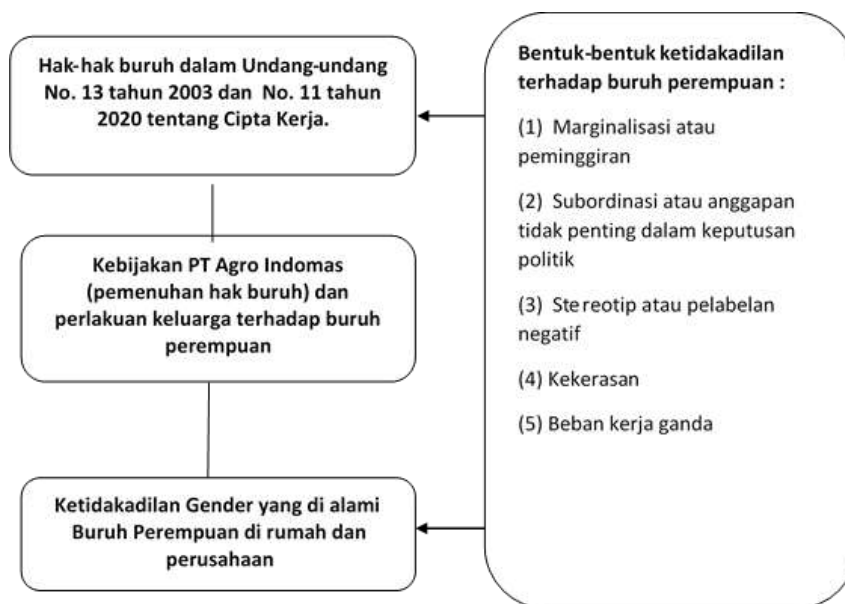 Hak-hak buruh dalam Undang-undang
No. 13 tahun 2003 dan No. 11 tahun
2020 tentang Cipta Kerja.
Kebijakan PT Agro Indomas
(pemenuhan hak buruh) dan
perlakuan keluarga terhadap buruh
perempuan
Ketidakadilan Gender yang di alami
Buruh Perempuan di rumah dan
perusahaan
Bentuk-bentuk ketidakadilan
terhadap buruh perempuan :
(1) Marginalisasi atau
peminggiran
(2) Subordinasi atau anggapan
tidak penting dalam keputusan
politik
(3) Stereotip atau pelabelan
negatif
(4) Kekerasan
(5) Beban kerja ganda